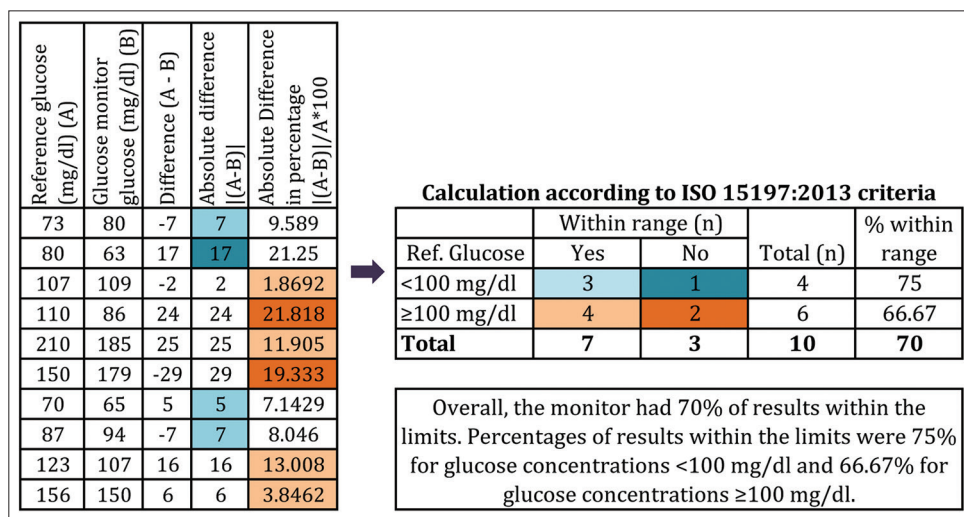 Reference glucose (mg/dl) (A) Glucose monitor glucose (mg/dl) (B) Difference (A - B) Absolute difference |(A-B)| Absolute Difference in percentage |(A-B)|/A*100
73 80 -7 7 9.589
80 63 17 17 21.25
107 109 -2 2 1.8692
110 86 24 24 21.818
210 185 25 25 11.905
150 179 -29 29 19.333
70 65 5 5 7.1429
87 94 -7 7 8.046
123 107 16 16 13.008
156 150 6 6 3.8462
Calculation according to ISO 15197:2013 criteria
Within range (n) % within
Ref. Glucose Yes No Total (n) range
<100 mg/dl 3 1 4 75
≥100 mg/dl 4 2 6 66.67
Total 7 3 10 70
Overall, the monitor had 70% of results within the
limits. Percentages of results within the limits were 75%
for glucose concentrations <100 mg/dl and 66.67% for
glucose concentrations ≥100 mg/dl.